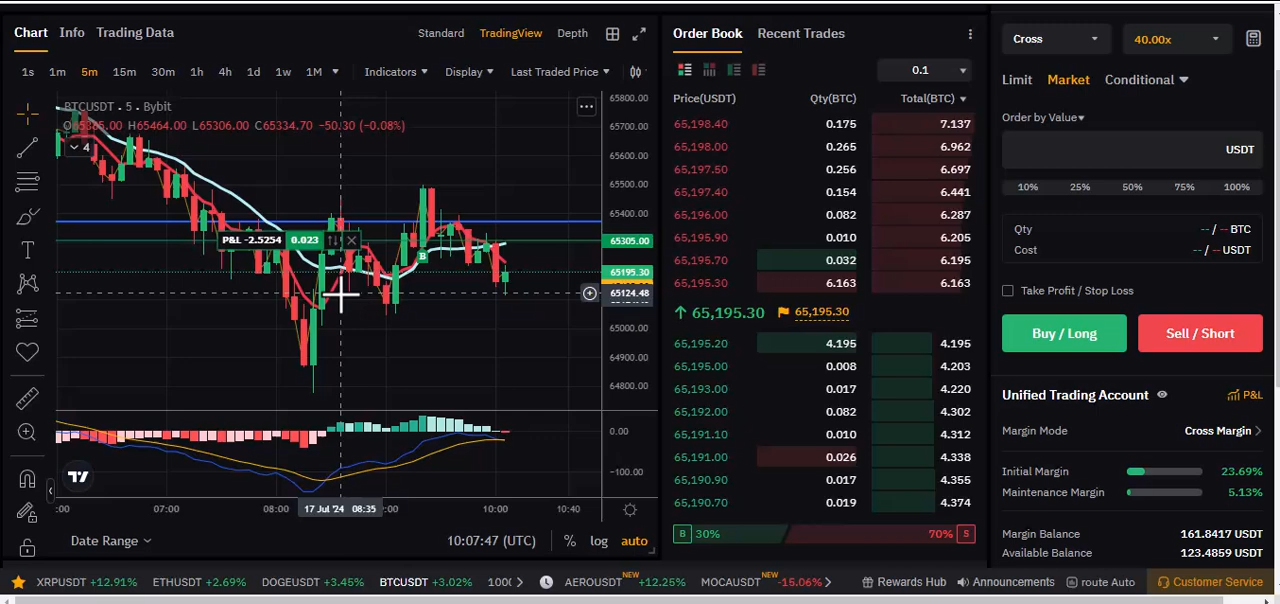 Chart Info Trading Data
Standard TradingView Depth
1s 1m 5m 15m 30m 1h 4h 1d 1w 1M
Indicators Display Last Traded Price
BTCUSDT · 5 · Bybit
O65385.00 H65464.00 L65306.00 C65334.70 −50.30 (−0.08%)
4
P&L -2.5254 0.023
B
65800.00
65700.00
65600.00
65500.00
65400.00
65305.00
65195.30
65124.48
65000.00
64900.00
64800.00
0.00
−100.00
:00 07:00 08:00 17 Jul '24 08:35 :00 10:00 10:40
Date Range 10:07:47 (UTC) % log auto
Order Book Recent Trades
0.1
Price(USDT) Qty(BTC) Total(BTC)
65,198.40 0.175 7.137
65,198.00 0.265 6.962
65,197.50 0.256 6.697
65,197.40 0.154 6.441
65,196.00 0.082 6.287
65,195.90 0.010 6.205
65,195.70 0.032 6.195
65,195.30 6.163 6.163
65,195.30 65,195.30
65,195.20 4.195 4.195
65,195.00 0.008 4.203
65,193.00 0.017 4.220
65,192.00 0.082 4.302
65,191.10 0.010 4.312
65,191.00 0.026 4.338
65,190.90 0.017 4.355
65,190.70 0.019 4.374
B 30% 70% S
Cross 40.00x
Limit Market Conditional
Order by Value
USDT
10% 25% 50% 75% 100%
Qty -- / -- BTC
Cost -- / -- USDT
Take Profit / Stop Loss
Buy / Long Sell / Short
Unified Trading Account P&L
Margin Mode Cross Margin
Initial Margin 23.69%
Maintenance Margin 5.13%
Margin Balance 161.8417 USDT
Available Balance 123.4859 USDT
XRPUSDT +12.91% ETHUSDT +2.69% DOGEUSDT +3.45% BTCUSDT +3.02% 100 AEROUSDT NEW +12.25% MOCAUSDT NEW -15.06% Rewards Hub Announcements route Auto Customer Service